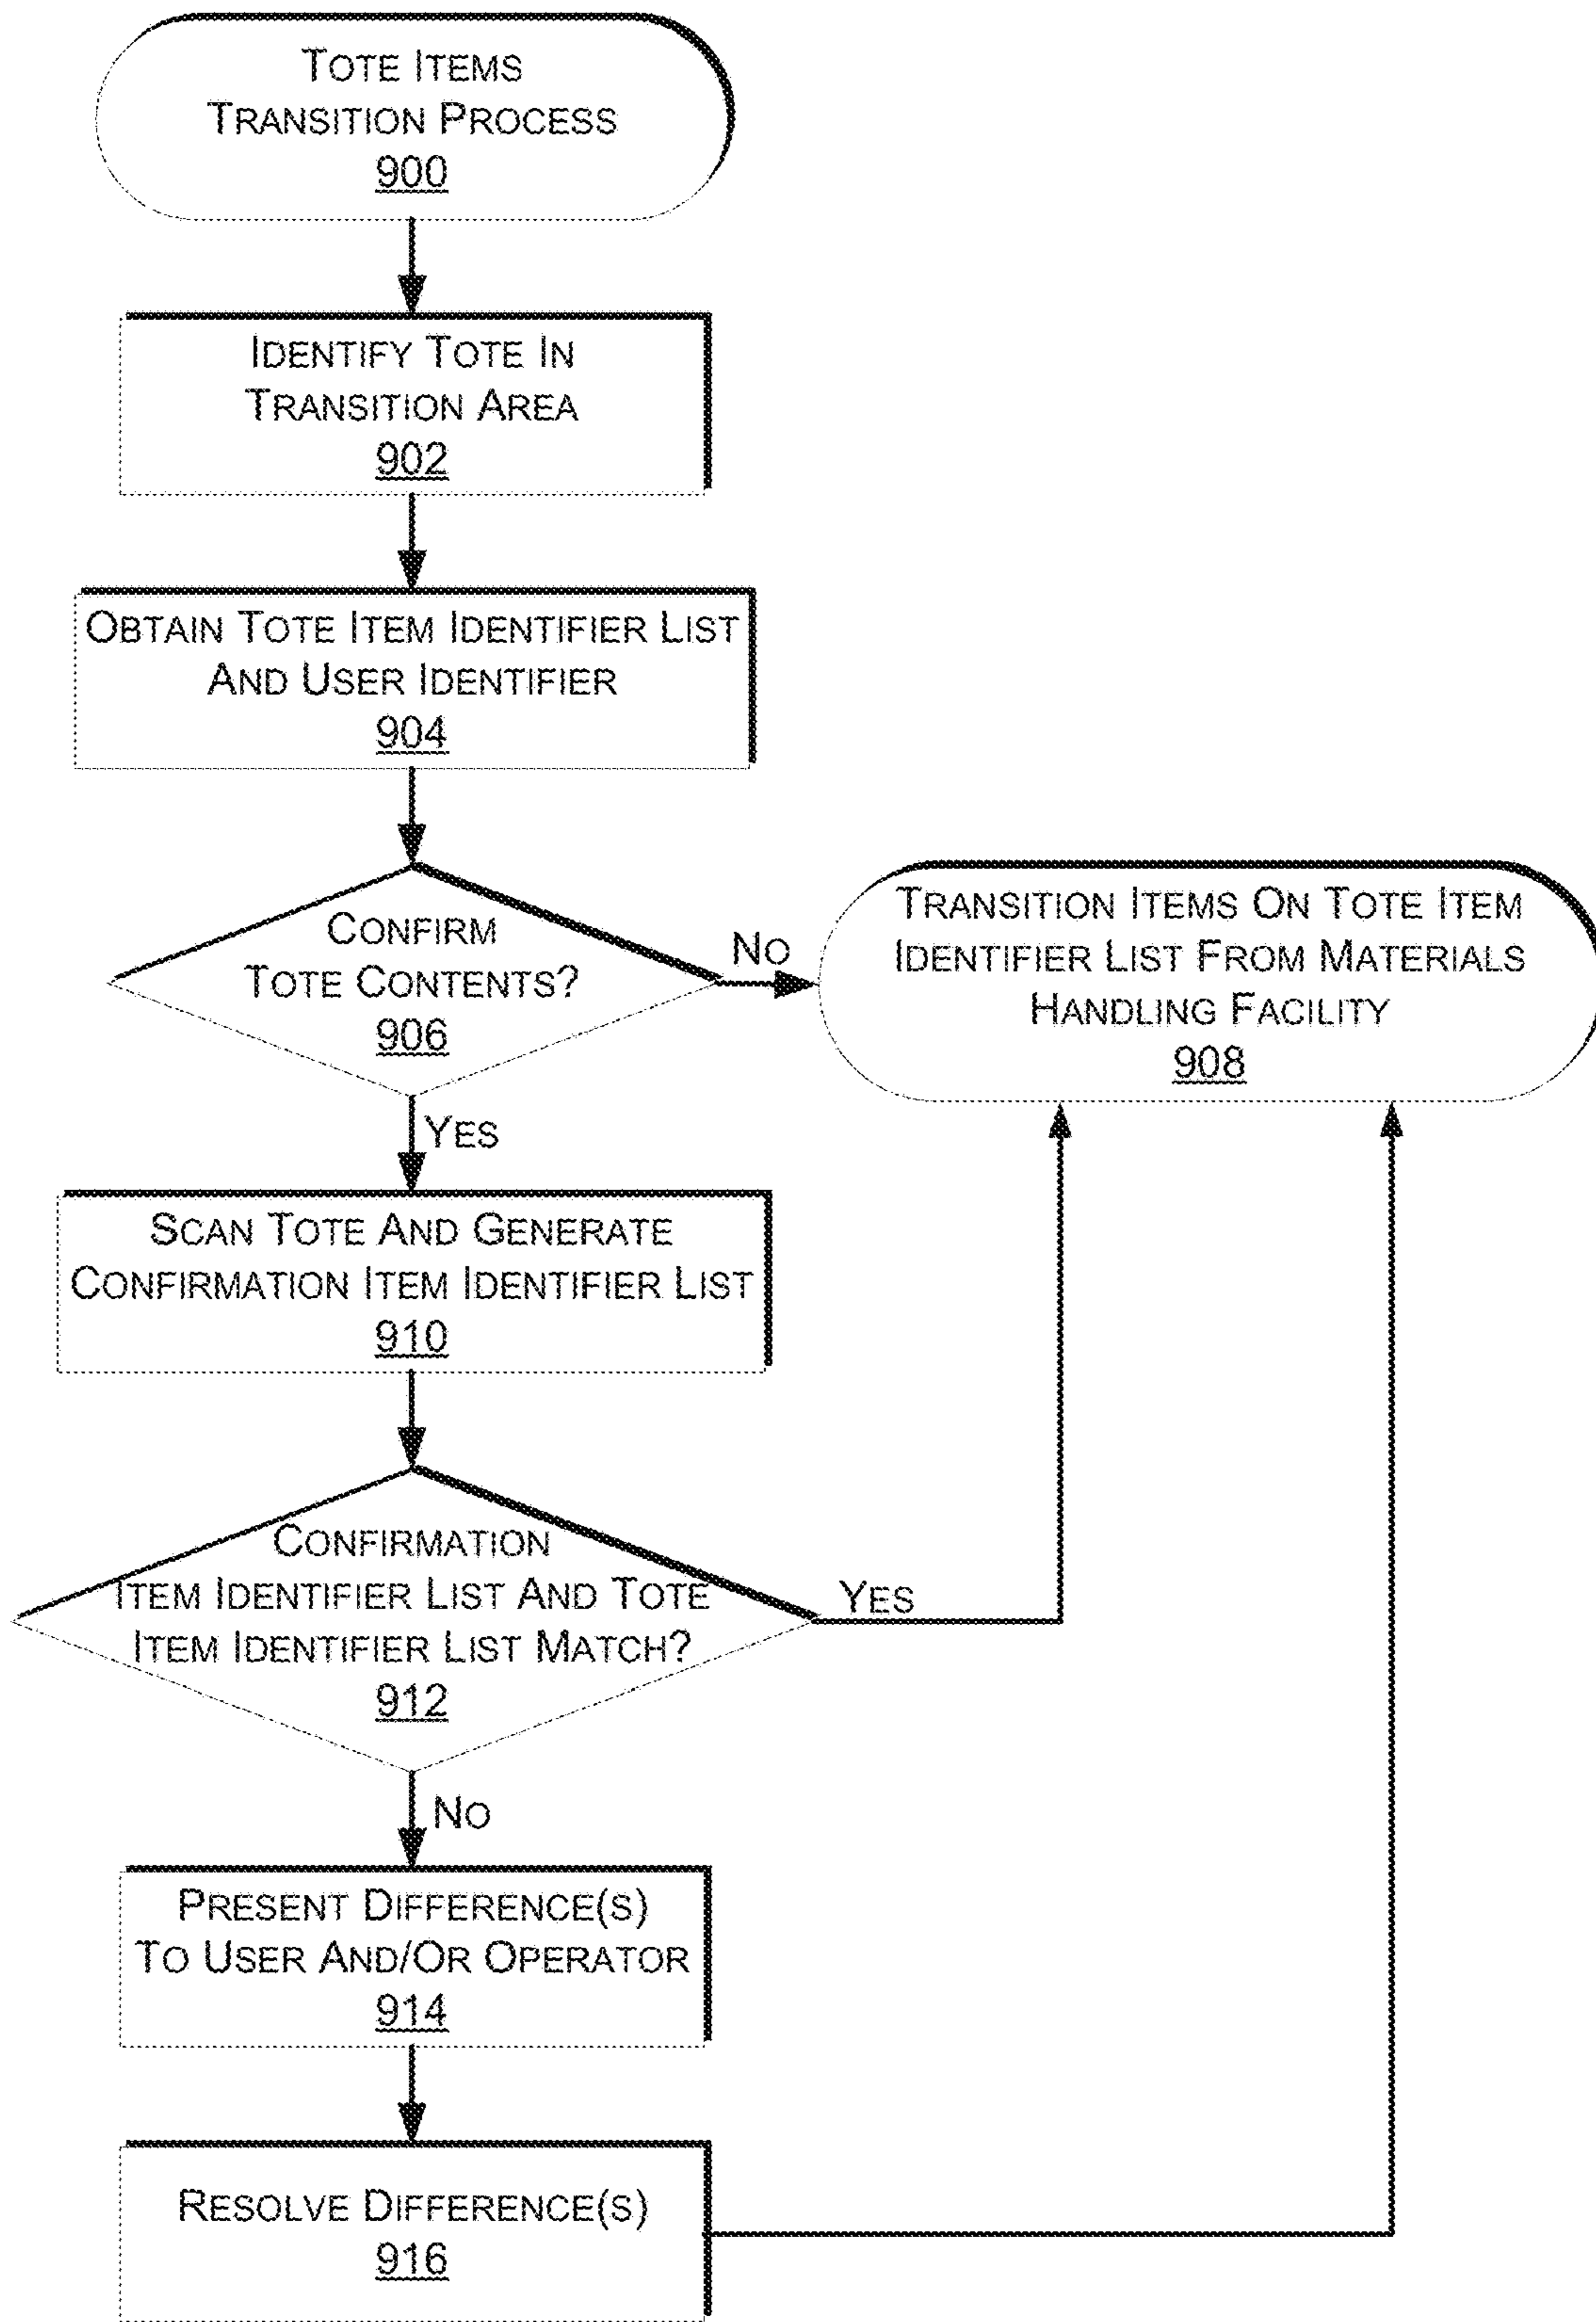 TOTE ITEMS
TRANSITION PROCESS
900
IDENTIFY TOTE IN
TRANSITION AREA
902
OBTAIN TOTE ITEM IDENTIFIER LIST
AND USER IDENTIFIER
904
CONFIRM
TOTE CONTENTS?
906
NO
TRANSITION ITEMS ON TOTE ITEM
IDENTIFIER LIST FROM MATERIALS
HANDLING FACILITY
908
YES
SCAN TOTE AND GENERATE
CONFIRMATION ITEM IDENTIFIER LIST
910
CONFIRMATION
ITEM IDENTIFIER LIST AND TOTE
ITEM IDENTIFIER LIST MATCH?
912
YES
NO
PRESENT DIFFERENCE(S)
TO USER AND/OR OPERATOR
914
RESOLVE DIFFERENCE(S)
916